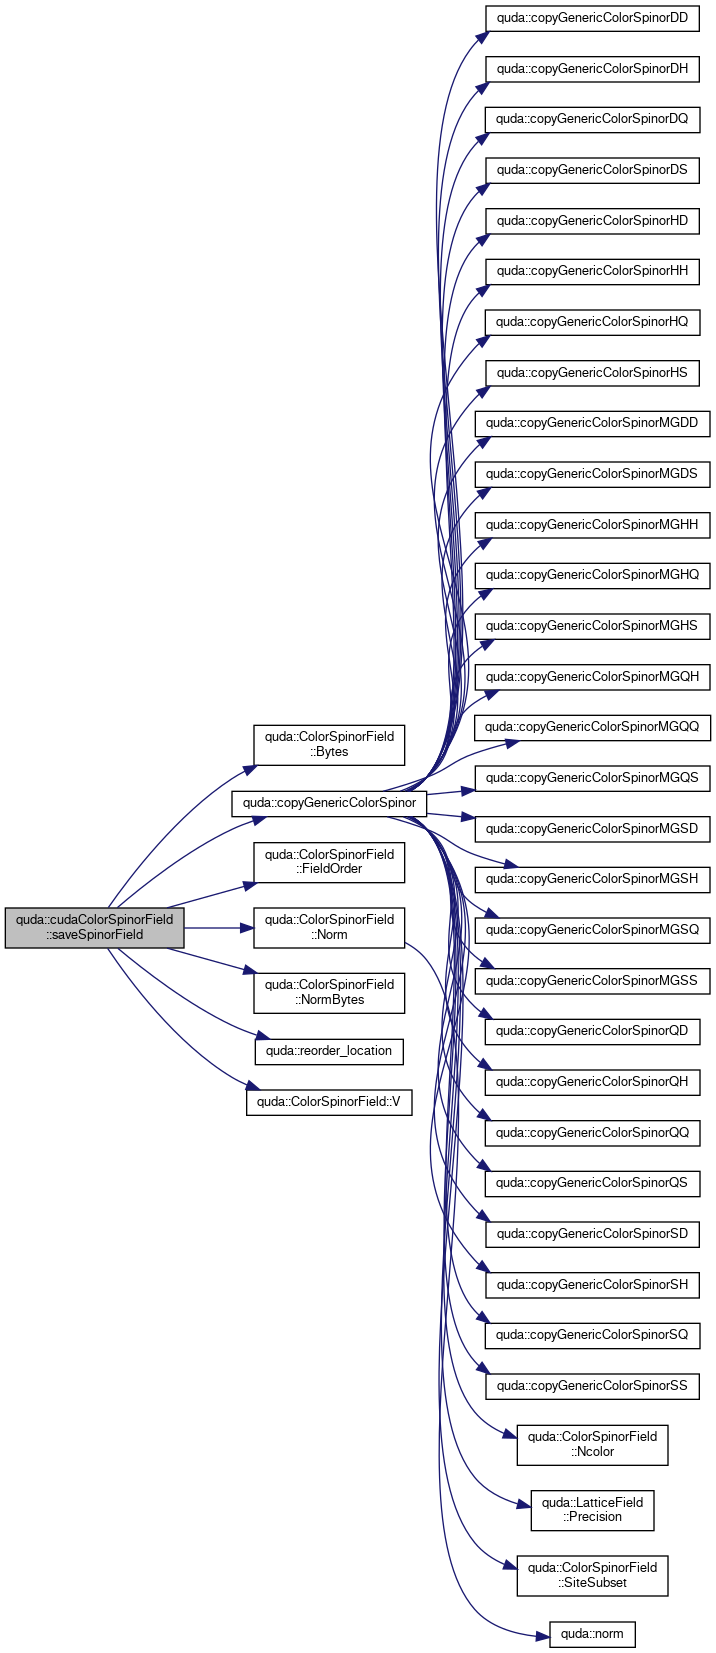 quda::copyGenericColorSpinorDD
quda::copyGenericColorSpinorDH
quda::copyGenericColorSpinorDQ
quda::copyGenericColorSpinorDS
quda::copyGenericColorSpinorHD
quda::copyGenericColorSpinorHH
quda::copyGenericColorSpinorHQ
quda::copyGenericColorSpinorHS
quda::copyGenericColorSpinorMGDD
quda::copyGenericColorSpinorMGDS
quda::copyGenericColorSpinorMGHH
quda::copyGenericColorSpinorMGHQ
quda::copyGenericColorSpinorMGHS
quda::copyGenericColorSpinorMGQH
quda::copyGenericColorSpinorMGQQ
quda::ColorSpinorField
::Bytes
quda::copyGenericColorSpinorMGQS
quda::copyGenericColorSpinor
quda::copyGenericColorSpinorMGSD
quda::ColorSpinorField
::FieldOrder
quda::copyGenericColorSpinorMGSH
quda::cudaColorSpinorField
::saveSpinorField
quda::ColorSpinorField
::Norm
quda::copyGenericColorSpinorMGSQ
quda::ColorSpinorField
::NormBytes
quda::copyGenericColorSpinorMGSS
quda::copyGenericColorSpinorQD
quda::reorder_location
quda::copyGenericColorSpinorQH
quda::ColorSpinorField::V
quda::copyGenericColorSpinorQQ
quda::copyGenericColorSpinorQS
quda::copyGenericColorSpinorSD
quda::copyGenericColorSpinorSH
quda::copyGenericColorSpinorSQ
quda::copyGenericColorSpinorSS
quda::ColorSpinorField
::Ncolor
quda::LatticeField
::Precision
quda::ColorSpinorField
::SiteSubset
quda::norm